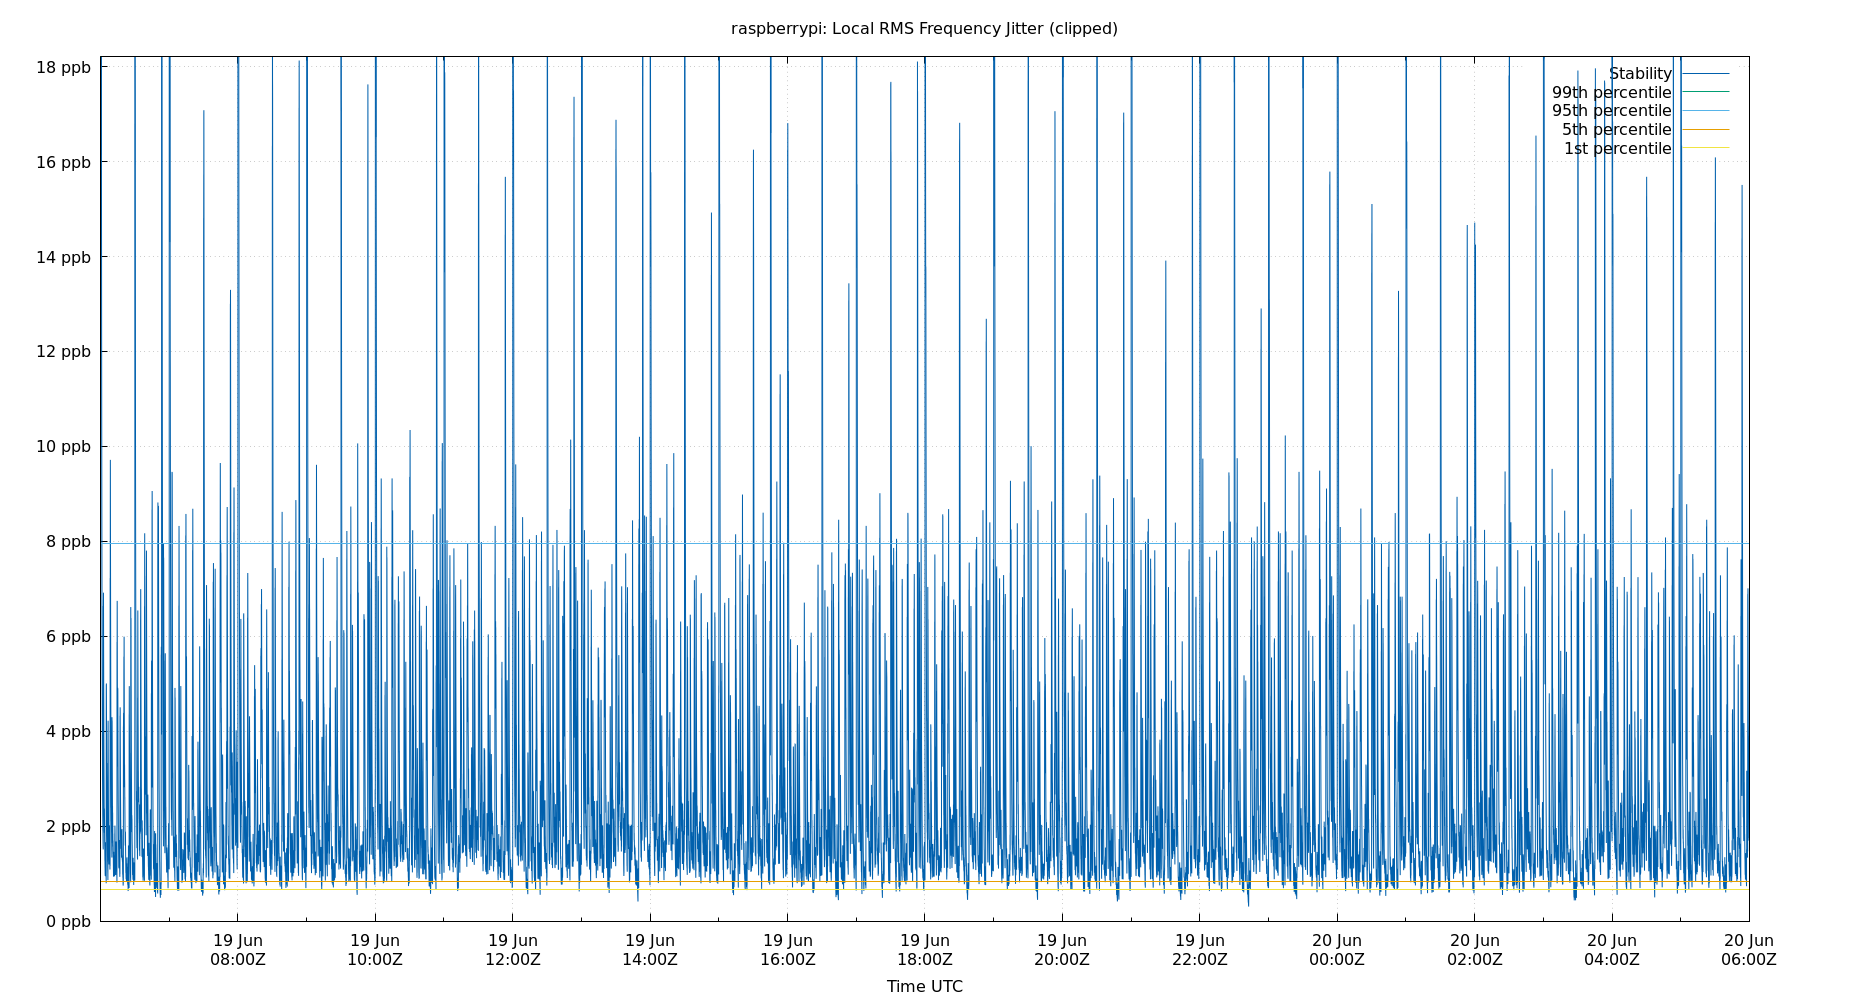 raspberrypi: Local RMS Frequency Jitter (clipped)
18 ppb
16 ppb
14 ppb
12 ppb
10 ppb
8 ppb
6 ppb
4 ppb
2 ppb
0 ppb
Stability
99th percentile
95th percentile
5th percentile
1st percentile
19 Jun
08:00Z
19 Jun
10:00Z
19 Jun
12:00Z
19 Jun
14:00Z
19 Jun
16:00Z
19 Jun
18:00Z
19 Jun
20:00Z
19 Jun
22:00Z
20 Jun
00:00Z
20 Jun
02:00Z
20 Jun
04:00Z
20 Jun
06:00Z
Time UTC